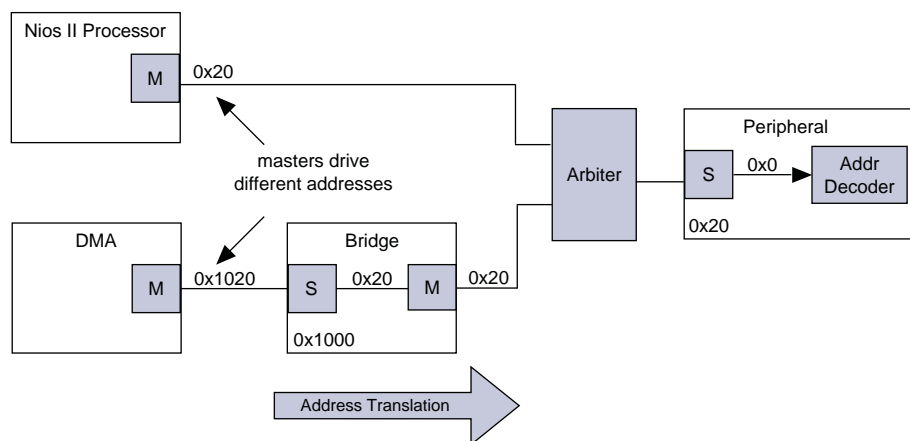 Nios II Processor
M
0x20
masters drive
different addresses
Arbiter
Peripheral
S
0x0
Addr
Decoder
0x20
DMA
M
0x1020
Bridge
S
0x20
M
0x20
0x1000
Address Translation